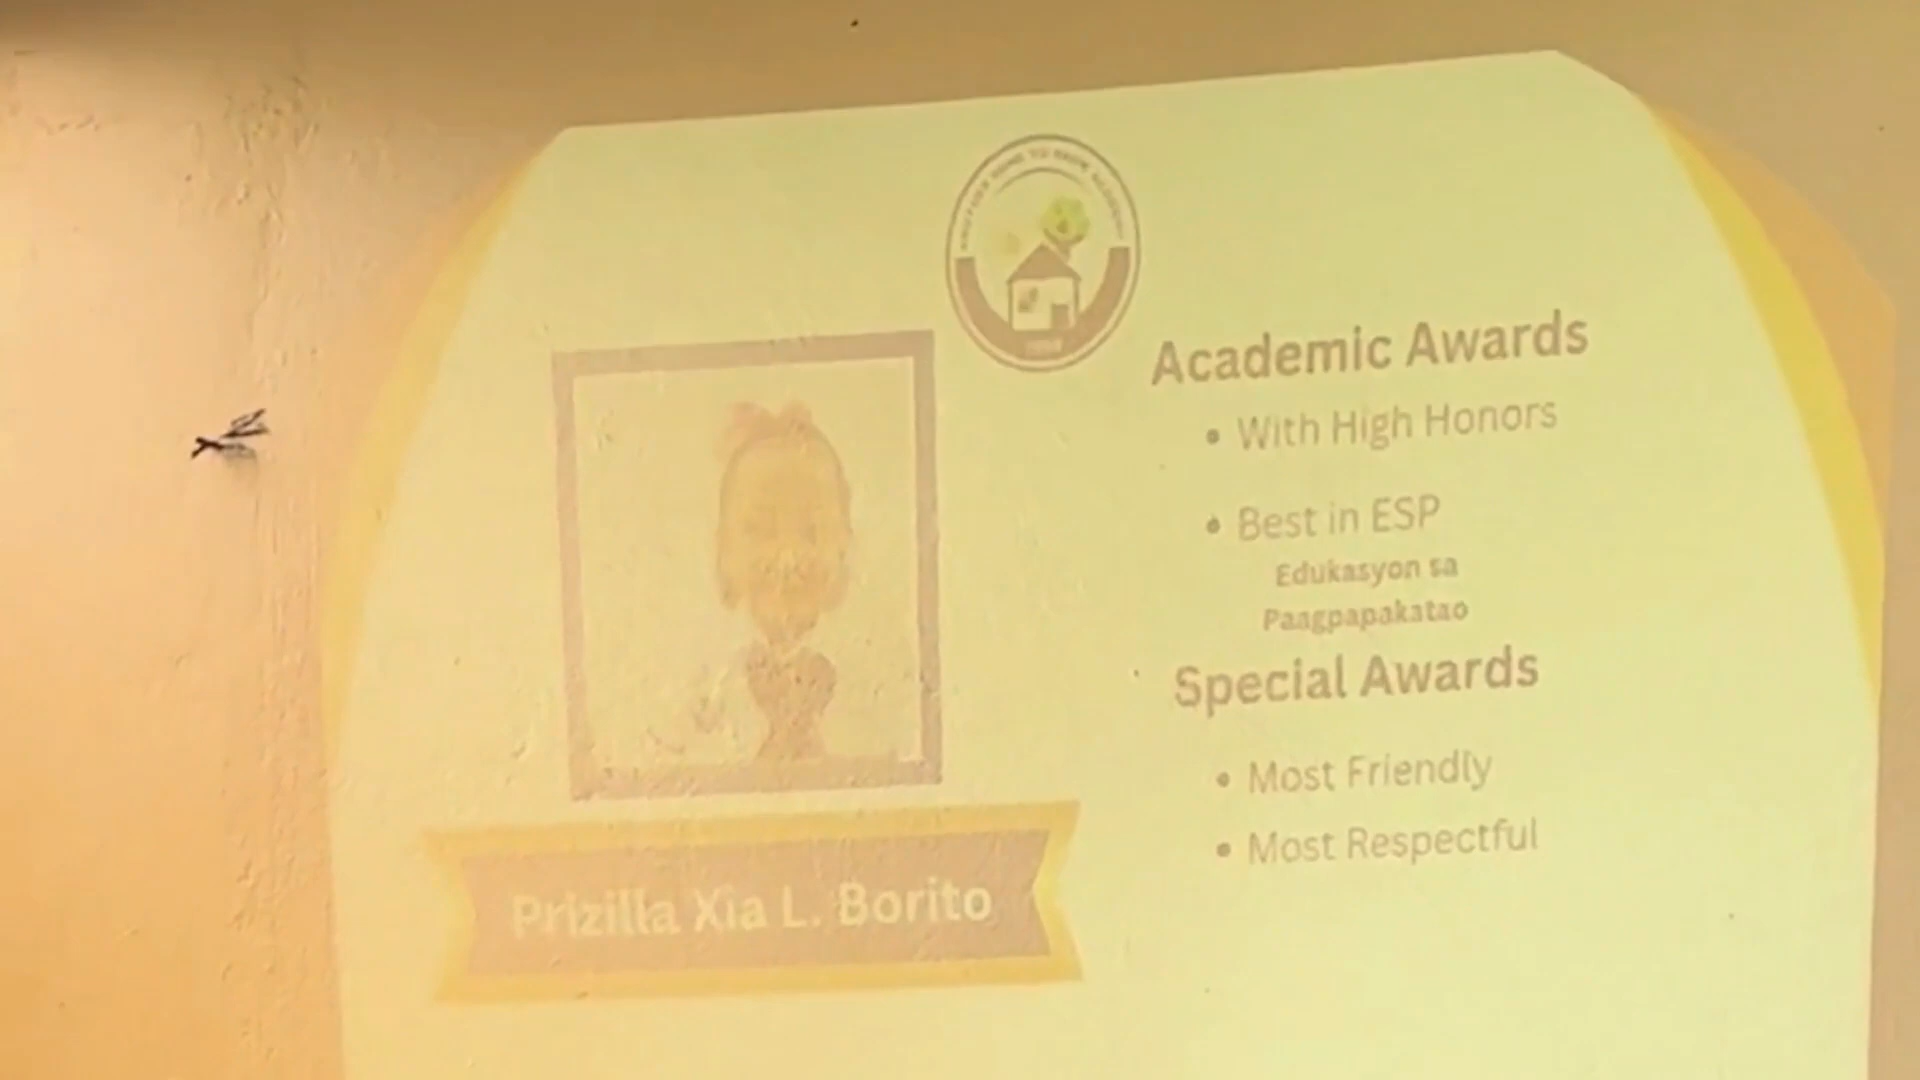 Academic Awards
• With High Honors
• Best in ESP
Edukasyon sa
Paagpapakatao
Special Awards
• Most Friendly
• Most Respectful
Prizilla Xia L. Borito